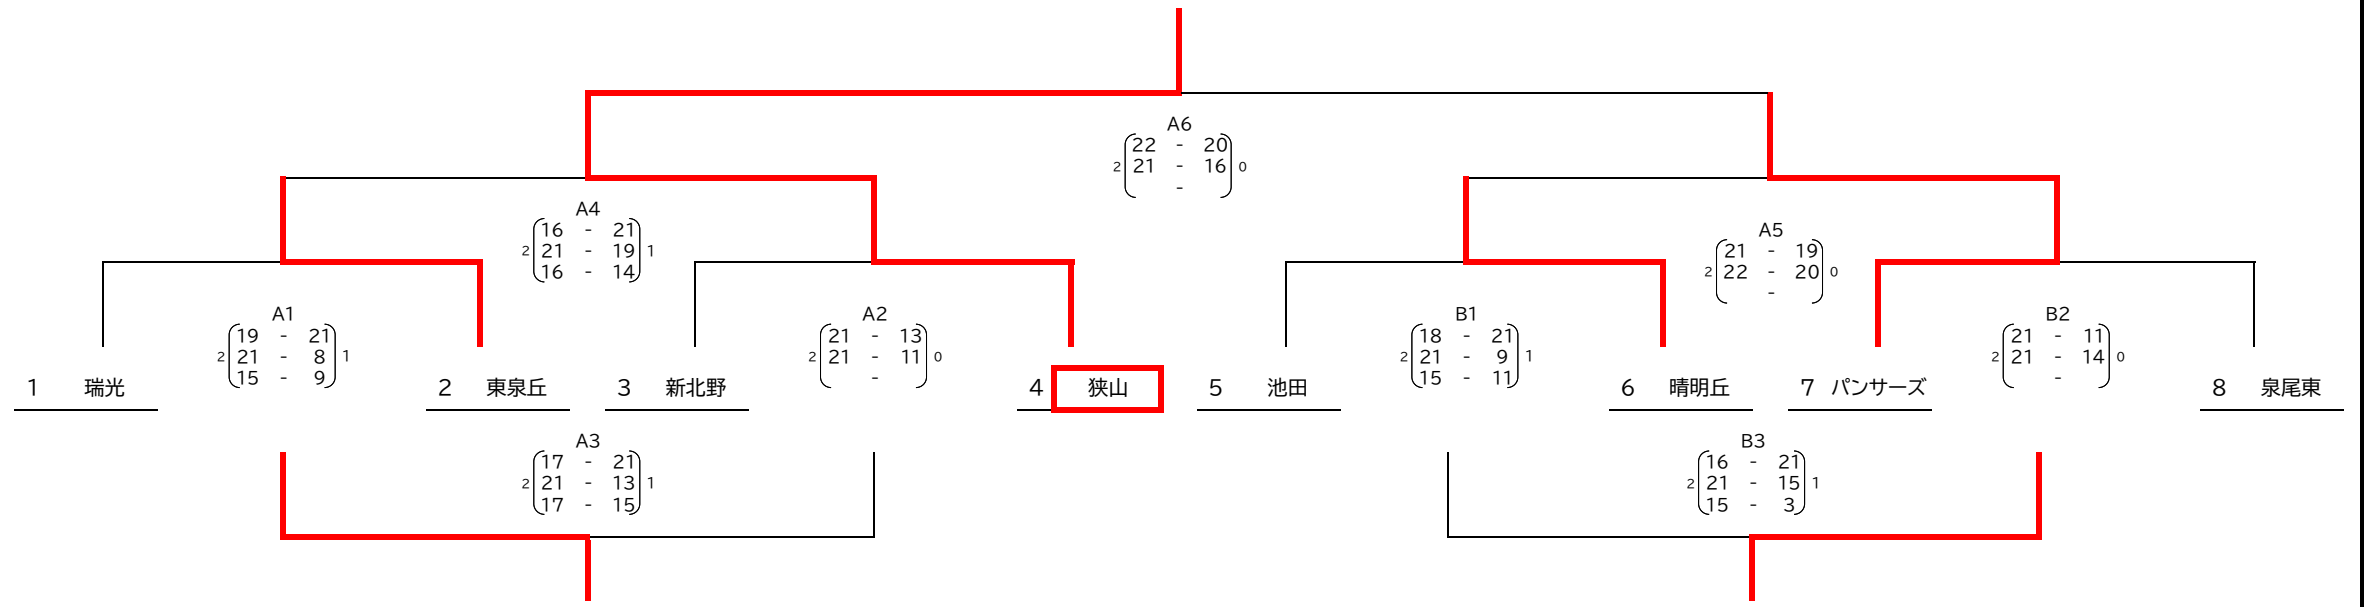 A6
22 - 20
2 21 - 16 0
-
A4
16 - 21
2 21 - 19 1
16 - 14
A5
21 - 19
2 22 - 20 0
-
A1
19 - 21
2 21 - 8 1
15 - 9
A2
21 - 13
2 21 - 11 0
-
B1
18 - 21
2 21 - 9 1
15 - 11
B2
21 - 11
2 21 - 14 0
-
1 瑞光
2 東泉丘
3 新北野
4 狭山
5 池田
6 晴明丘
7 パンサーズ
8 泉尾東
A3
17 - 21
2 21 - 13 1
17 - 15
B3
16 - 21
2 21 - 15 1
15 - 3